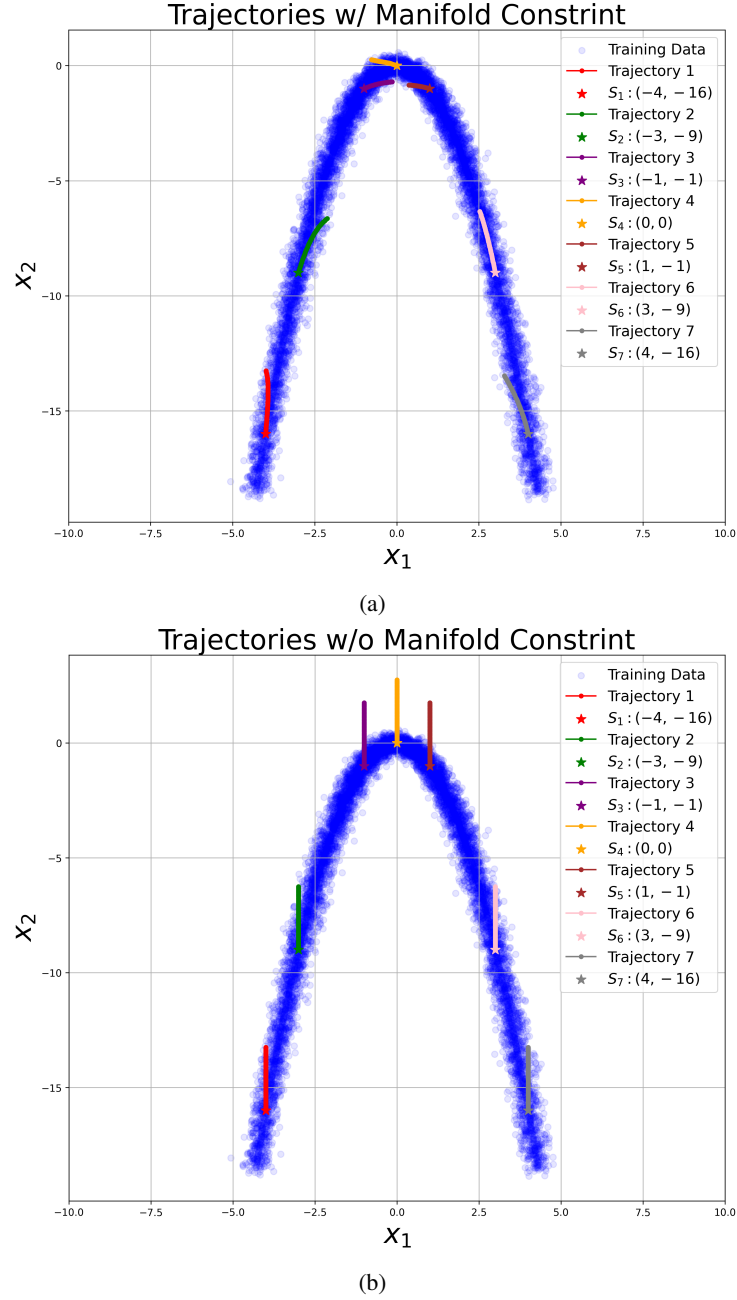 Trajectories w/ Manifold Constrint
Training Data
Trajectory 1
S₁ : (−4, −16)
Trajectory 2
S₂ : (−3, −9)
Trajectory 3
S₃ : (−1, −1)
Trajectory 4
S₄ : (0, 0)
Trajectory 5
S₅ : (1, −1)
Trajectory 6
S₆ : (3, −9)
Trajectory 7
S₇ : (4, −16)
0
−5
−10
−15
x₂
−10.0 −7.5 −5.0 −2.5 0.0 2.5 5.0 7.5 10.0
x₁
(a)
Trajectories w/o Manifold Constrint
Training Data
Trajectory 1
S₁ : (−4, −16)
Trajectory 2
S₂ : (−3, −9)
Trajectory 3
S₃ : (−1, −1)
Trajectory 4
S₄ : (0, 0)
Trajectory 5
S₅ : (1, −1)
Trajectory 6
S₆ : (3, −9)
Trajectory 7
S₇ : (4, −16)
0
−5
−10
−15
x₂
−10.0 −7.5 −5.0 −2.5 0.0 2.5 5.0 7.5 10.0
x₁
(b)